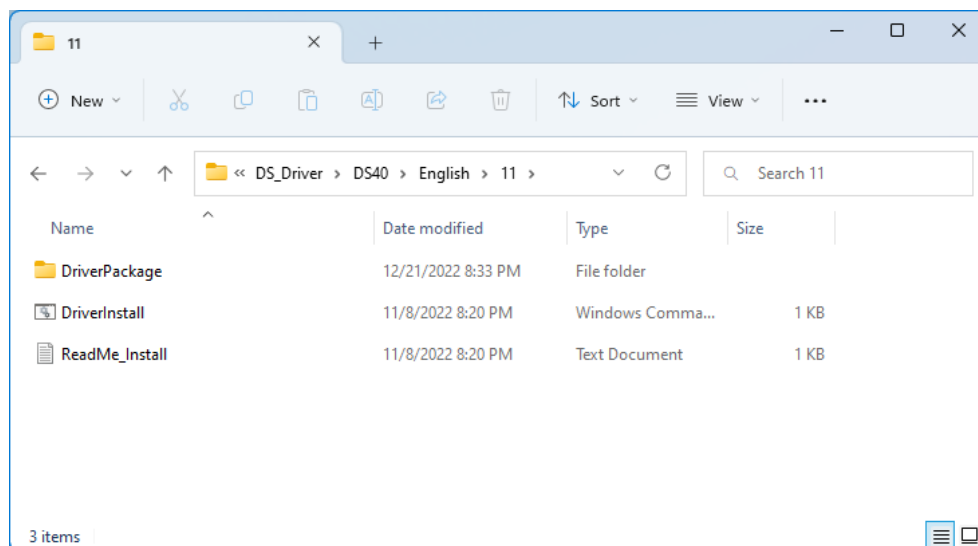 11
New
Sort
View
« DS_Driver > DS40 > English > 11 >
Search 11
Name Date modified Type Size
DriverPackage 12/21/2022 8:33 PM File folder
DriverInstall 11/8/2022 8:20 PM Windows Comma... 1 KB
ReadMe_Install 11/8/2022 8:20 PM Text Document 1 KB
3 items